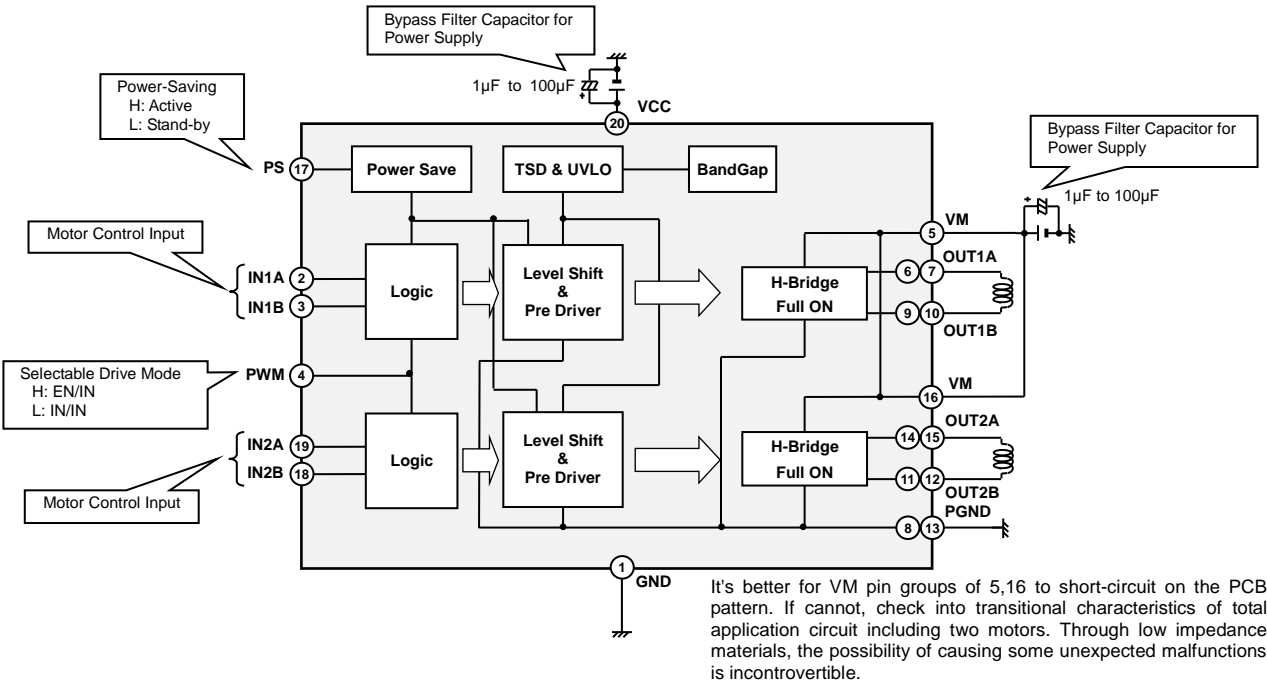 Bypass Filter Capacitor for
Power Supply
1µF to 100µF
+
VCC
20
Power-Saving
H: Active
L: Stand-by
PS 17
Power Save
TSD & UVLO
BandGap
Bypass Filter Capacitor for
Power Supply
1µF to 100µF
+
VM
5
Motor Control Input
IN1A 2
IN1B 3
Logic
Level Shift
&
Pre Driver
H-Bridge
Full ON
6 7 OUT1A
9 10
OUT1B
Selectable Drive Mode
H: EN/IN
L: IN/IN
PWM 4
VM
16
IN2A 19
IN2B 18
Motor Control Input
Logic
Level Shift
&
Pre Driver
H-Bridge
Full ON
OUT2A
14 15
11 12
OUT2B
PGND
8 13
1
GND
It's better for VM pin groups of 5,16 to short-circuit on the PCB
pattern. If cannot, check into transitional characteristics of total
application circuit including two motors. Through low impedance
materials, the possibility of causing some unexpected malfunctions
is incontrovertible.